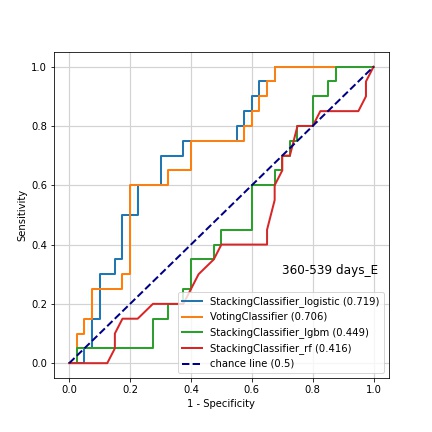 1.0
0.8
0.6
0.4
0.2
0.0
Sensitivity
360-539 days_E
StackingClassifier_logistic (0.719)
VotingClassifier (0.706)
StackingClassifier_lgbm (0.449)
StackingClassifier_rf (0.416)
chance line (0.5)
0.0 0.2 0.4 0.6 0.8 1.0
1 - Specificity